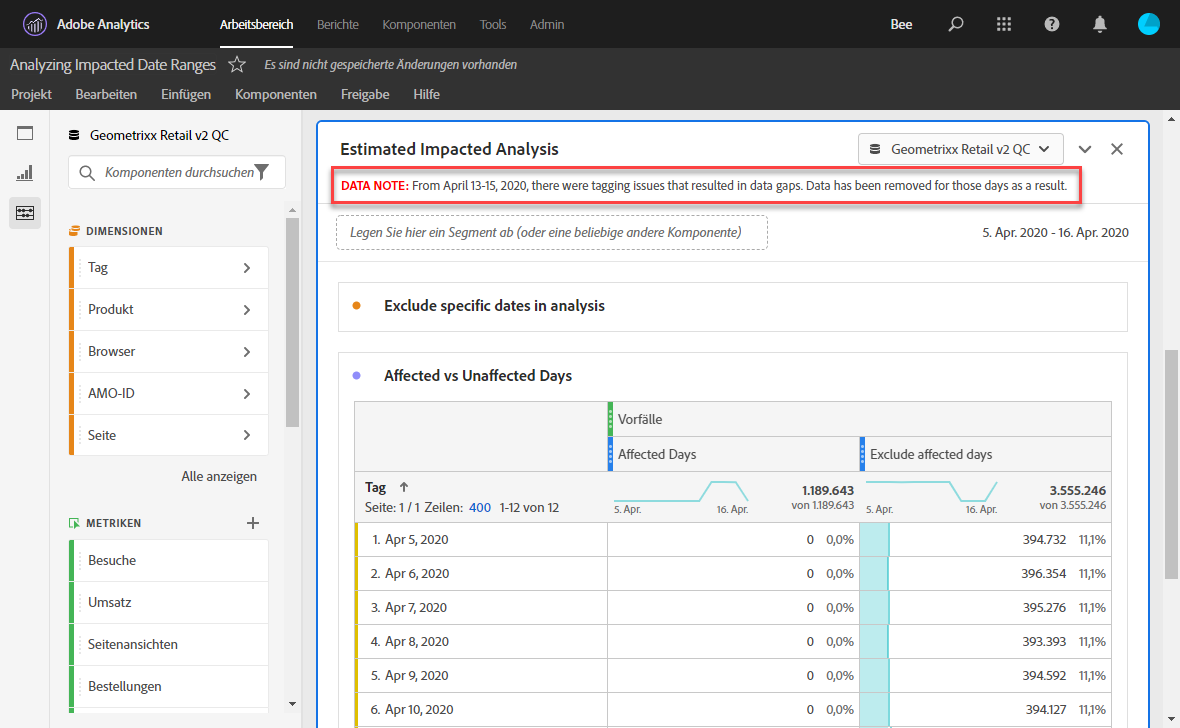 Adobe Analytics Arbeitsbereich Berichte Komponenten Tools Admin Bee
Analyzing Impacted Date Ranges Es sind nicht gespeicherte Änderungen vorhanden
Projekt Bearbeiten Einfügen Komponenten Freigabe Hilfe
Geometrixx Retail v2 QC
Komponenten durchsuchen
DIMENSIONEN
Tag
Produkt
Browser
AMO-ID
Seite
Alle anzeigen
METRIKEN
Besuche
Umsatz
Seitenansichten
Bestellungen
Estimated Impacted Analysis Geometrixx Retail v2 QC
DATA NOTE: From April 13-15, 2020, there were tagging issues that resulted in data gaps. Data has been removed for those days as a result.
Legen Sie hier ein Segment ab (oder eine beliebige andere Komponente) 5. Apr. 2020 - 16. Apr. 2020
Exclude specific dates in analysis
Affected vs Unaffected Days
Vorfälle
Affected Days Exclude affected days
Tag 1.189.643 3.555.246
Seite: 1 / 1 Zeilen: 400 1-12 von 12 5. Apr. 16. Apr. von 1.189.643 5. Apr. 16. Apr. von 3.555.246
1. Apr 5, 2020 0 0,0% 394.732 11,1%
2. Apr 6, 2020 0 0,0% 396.354 11,1%
3. Apr 7, 2020 0 0,0% 395.276 11,1%
4. Apr 8, 2020 0 0,0% 393.393 11,1%
5. Apr 9, 2020 0 0,0% 394.592 11,1%
6. Apr 10, 2020 0 0,0% 394.127 11,1%